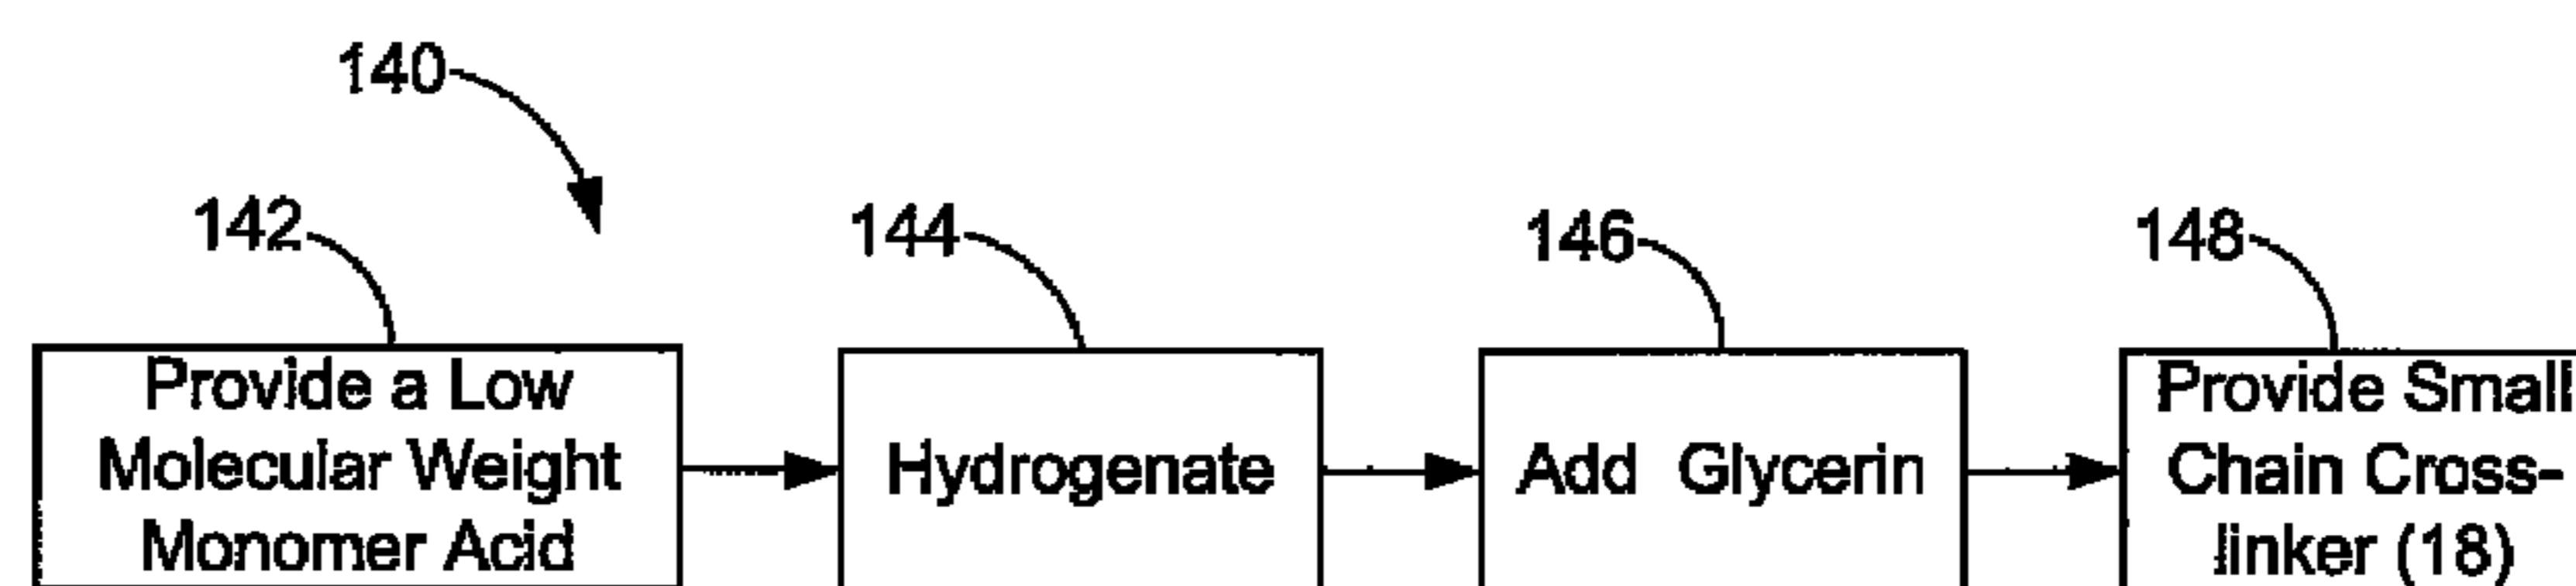 140
142
144
146
148
Provide a Low
Molecular Weight
Monomer Acid
Hydrogenate
Add Glycerin
Provide Small
Chain Cross-
linker (18)